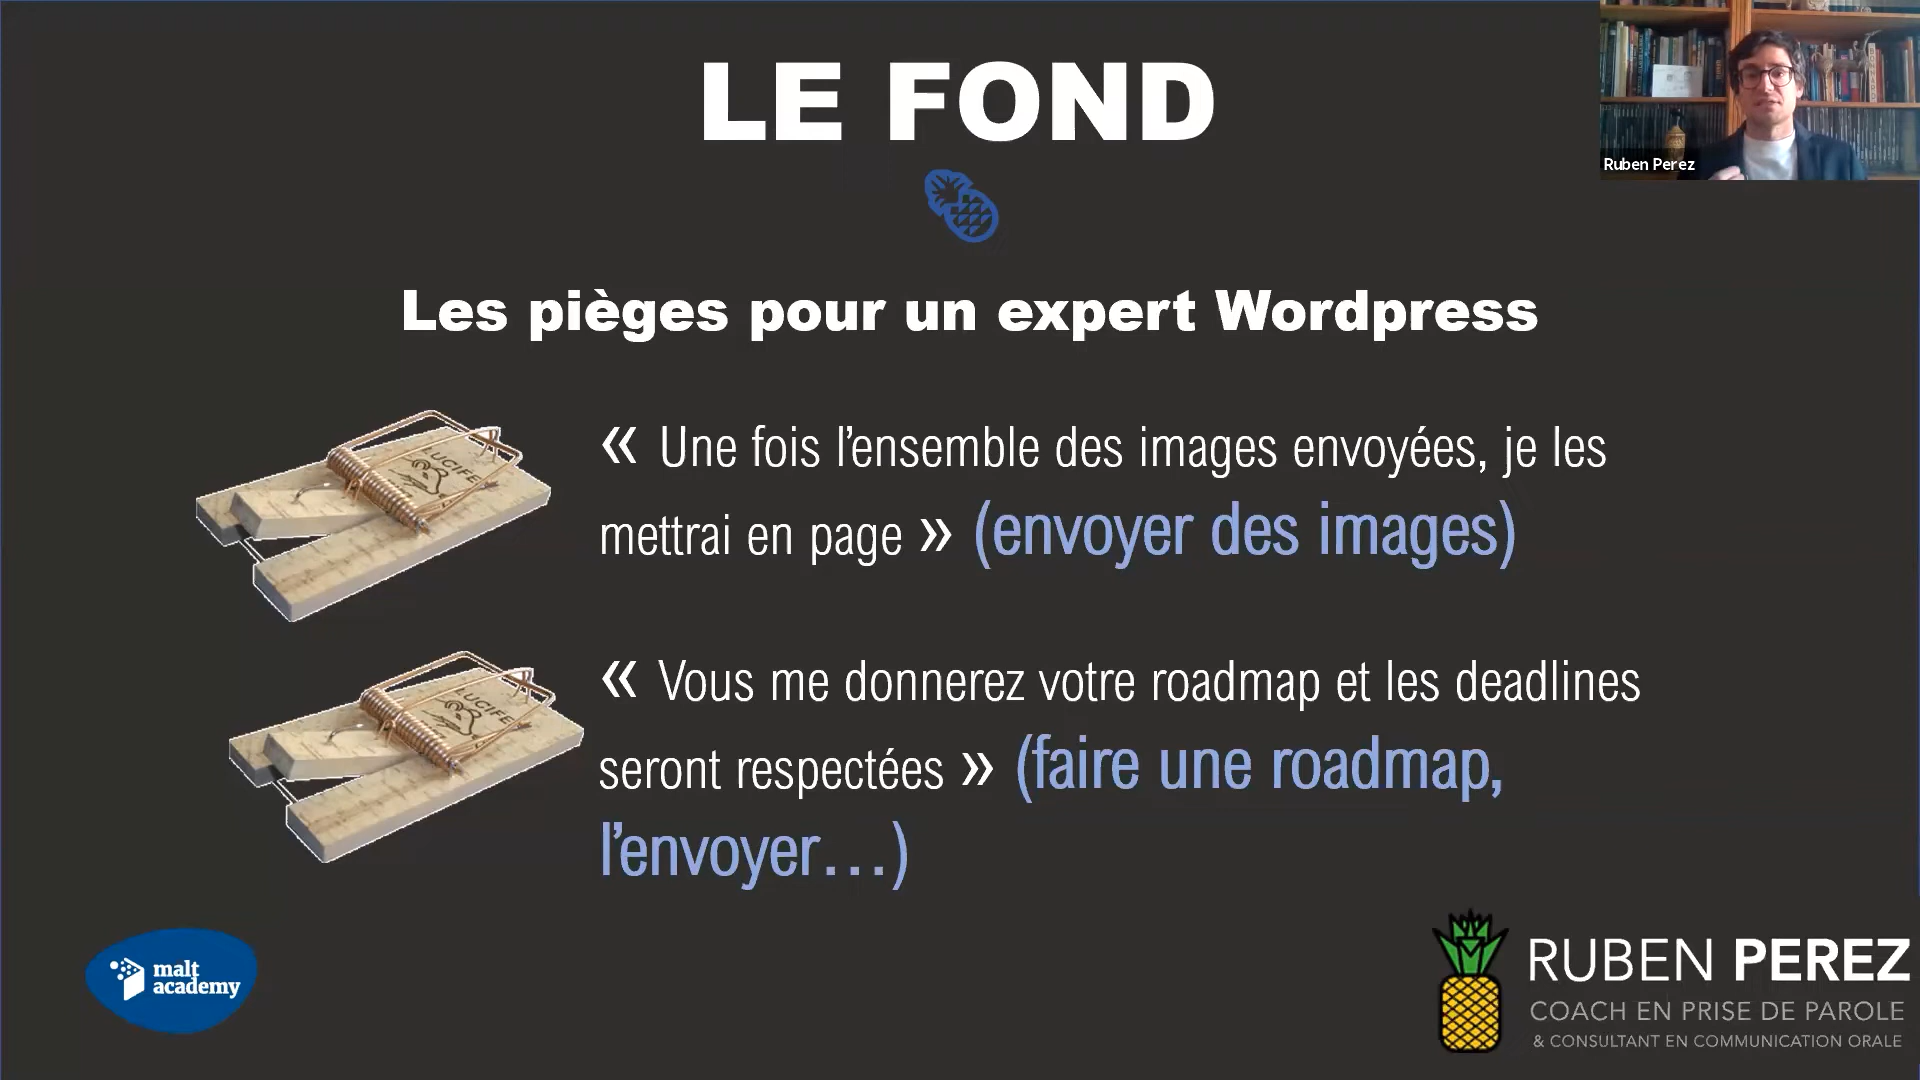 LE FOND
Ruben Perez
Les pièges pour un expert Wordpress
« Une fois l’ensemble des images envoyées, je les
mettrai en page » (envoyer des images)
« Vous me donnerez votre roadmap et les deadlines
seront respectées » (faire une roadmap,
l’envoyer…)
LUCIFE
LUCIFE
malt
academy
RUBEN PEREZ
COACH EN PRISE DE PAROLE
& CONSULTANT EN COMMUNICATION ORALE